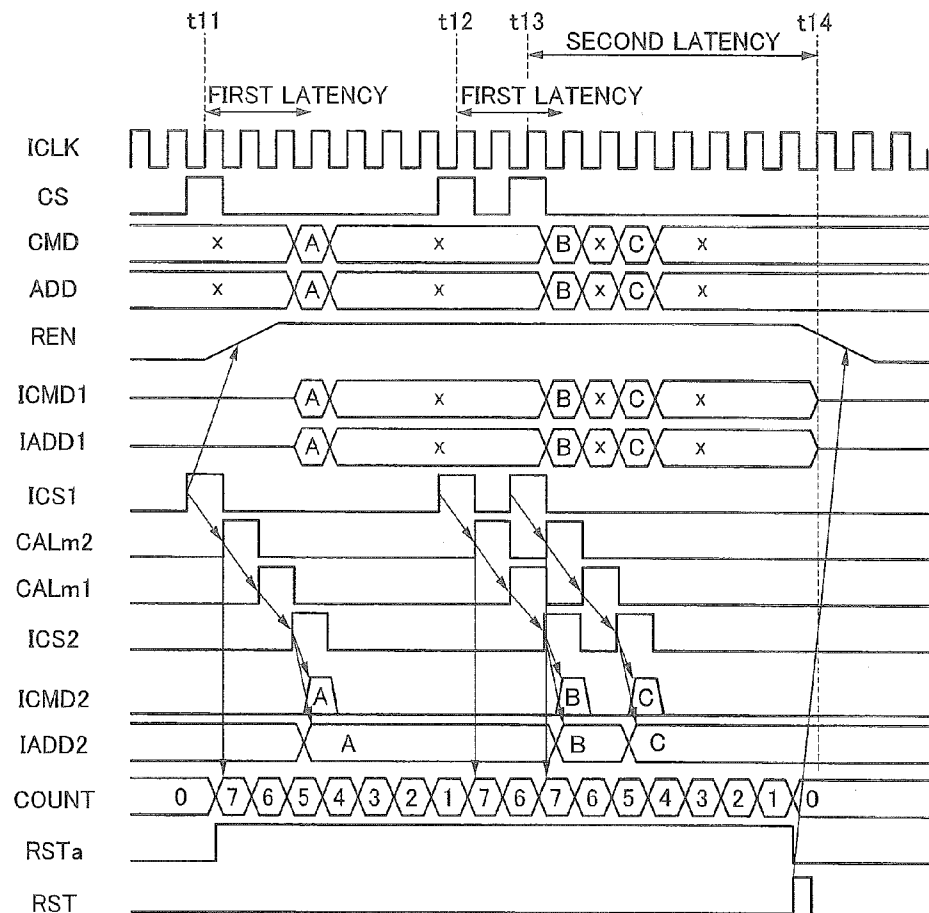 t11 t12 t13 t14
SECOND LATENCY
FIRST LATENCY FIRST LATENCY
ICLK
CS
CMD x A x B x C x
ADD x A x B x C x
REN
ICMD1 A x B x C x
IADD1 A x B x C x
ICS1
CALm2
CALm1
ICS2
ICMD2 A B C
IADD2 A B C
COUNT 0 7 6 5 4 3 2 1 7 6 7 6 5 4 3 2 1 0
RSTa
RST